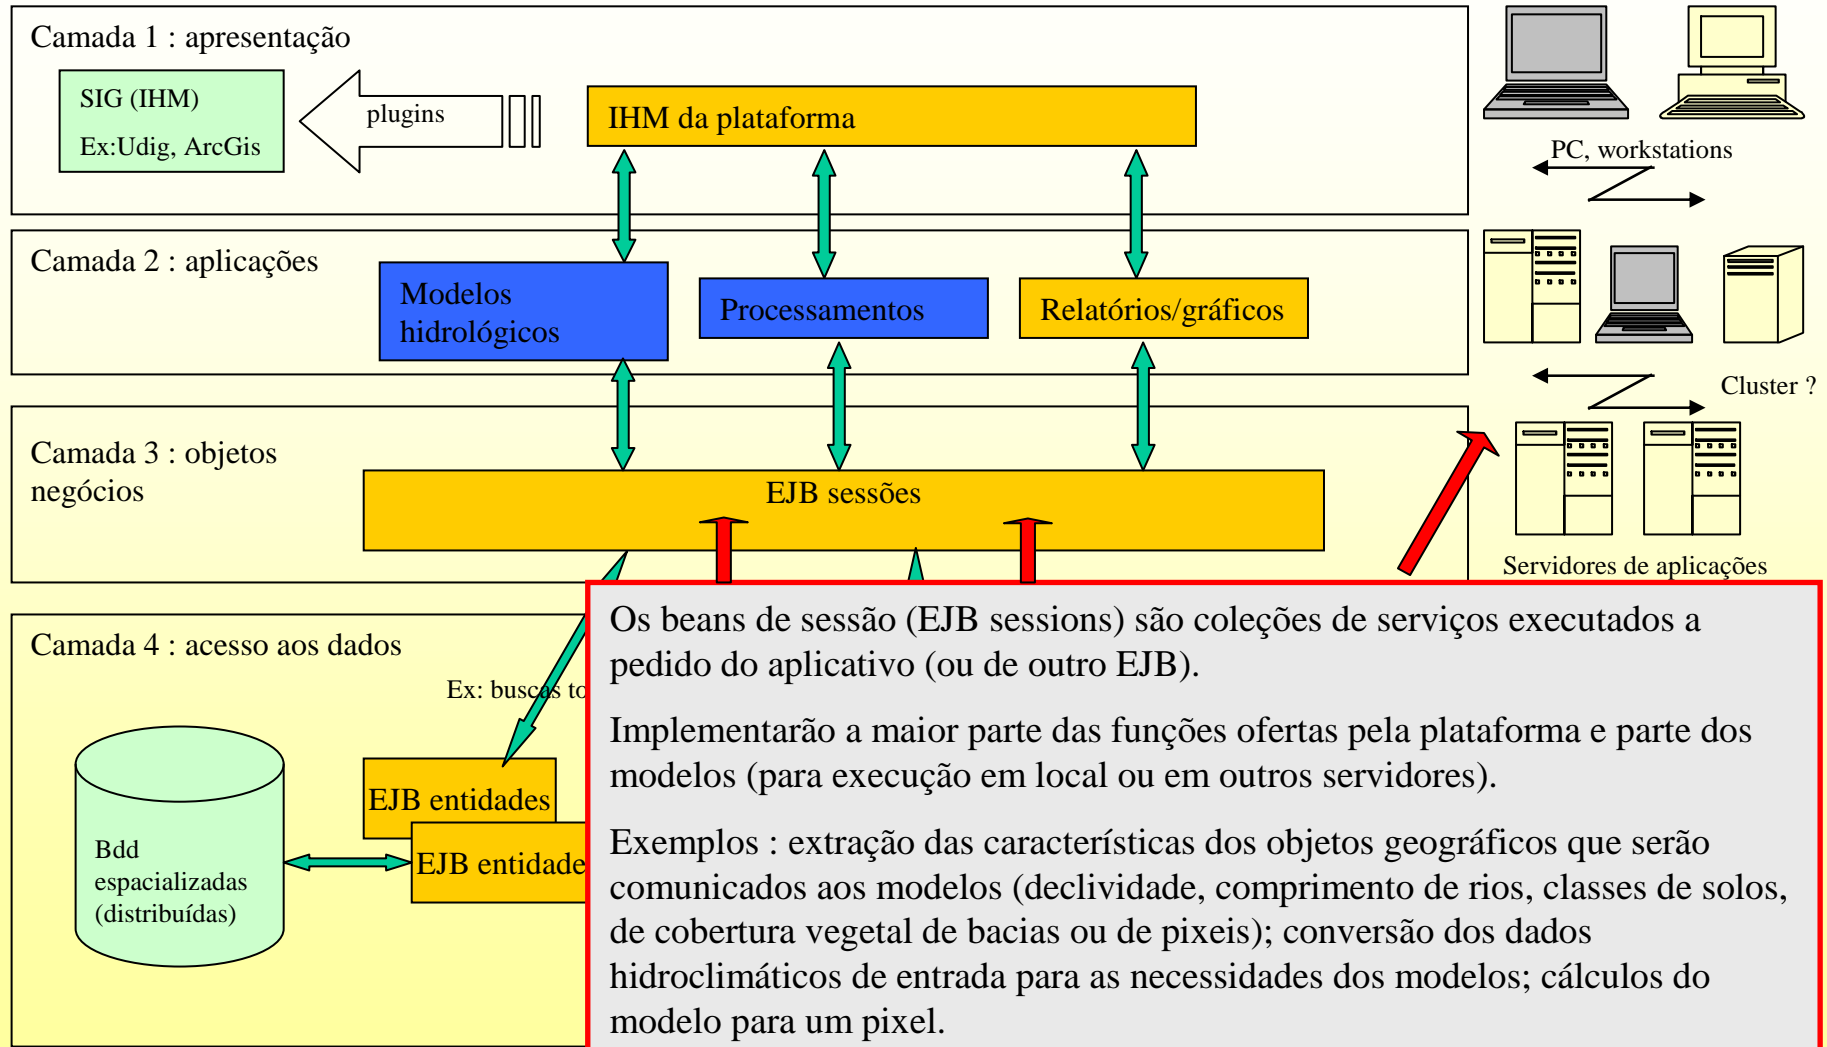 Camada 1 : apresentação
SIG (IHM)
Ex:Udig, ArcGis
plugins
IHM da plataforma
PC, workstations
Camada 2 : aplicações
Modelos
hidrológicos
Processamentos
Relatórios/gráficos
Cluster ?
Camada 3 : objetos
negócios
EJB sessões
Servidores de aplicações
Camada 4 : acesso aos dados
Ex: buscas
EJB entidades
EJB entidade
Bdd
espacializadas
(distribuídas)
Os beans de sessão (EJB sessions) são coleções de serviços executados a
pedido do aplicativo (ou de outro EJB).
Implementarão a maior parte das funções ofertas pela plataforma e parte dos
modelos (para execução em local ou em outros servidores).
Exemplos : extração das características dos objetos geográficos que serão
comunicados aos modelos (declividade, comprimento de rios, classes de solos,
de cobertura vegetal de bacias ou de pixeis); conversão dos dados
hidroclimáticos de entrada para as necessidades dos modelos; cálculos do
modelo para um pixel.